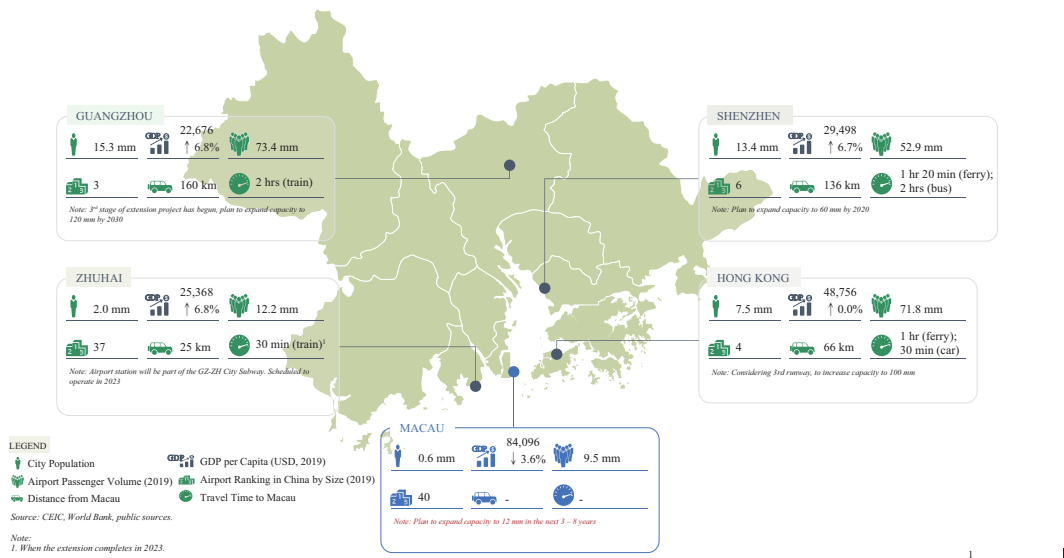 GUANGZHOU
15.3 mm
GDP
22,676
↑ 6.8%
73.4 mm
3
160 km
2 hrs (train)
Note: 3rd stage of extension project has begun, plan to expand capacity to
120 mm by 2030
SHENZHEN
13.4 mm
GDP
29,498
↑ 6.7%
52.9 mm
6
136 km
1 hr 20 min (ferry);
2 hrs (bus)
Note: Plan to expand capacity to 60 mm by 2020
ZHUHAI
2.0 mm
GDP
25,368
↑ 6.8%
12.2 mm
37
25 km
30 min (train)1
Note: Airport station will be part of the GZ-ZH City Subway. Scheduled to
operate in 2023
HONG KONG
7.5 mm
GDP
48,756
↑ 0.0%
71.8 mm
4
66 km
1 hr (ferry);
30 min (car)
Note: Considering 3rd runway, to increase capacity to 100 mm
MACAU
0.6 mm
GDP
84,096
↓ 3.6%
9.5 mm
40
-
-
Note: Plan to expand capacity to 12 mm in the next 3 – 8 years
LEGEND
City Population
GDP
GDP per Capita (USD, 2019)
Airport Passenger Volume (2019)
Airport Ranking in China by Size (2019)
Distance from Macau
Travel Time to Macau
Source: CEIC, World Bank, public sources.
Note:
1. When the extension completes in 2023.
1